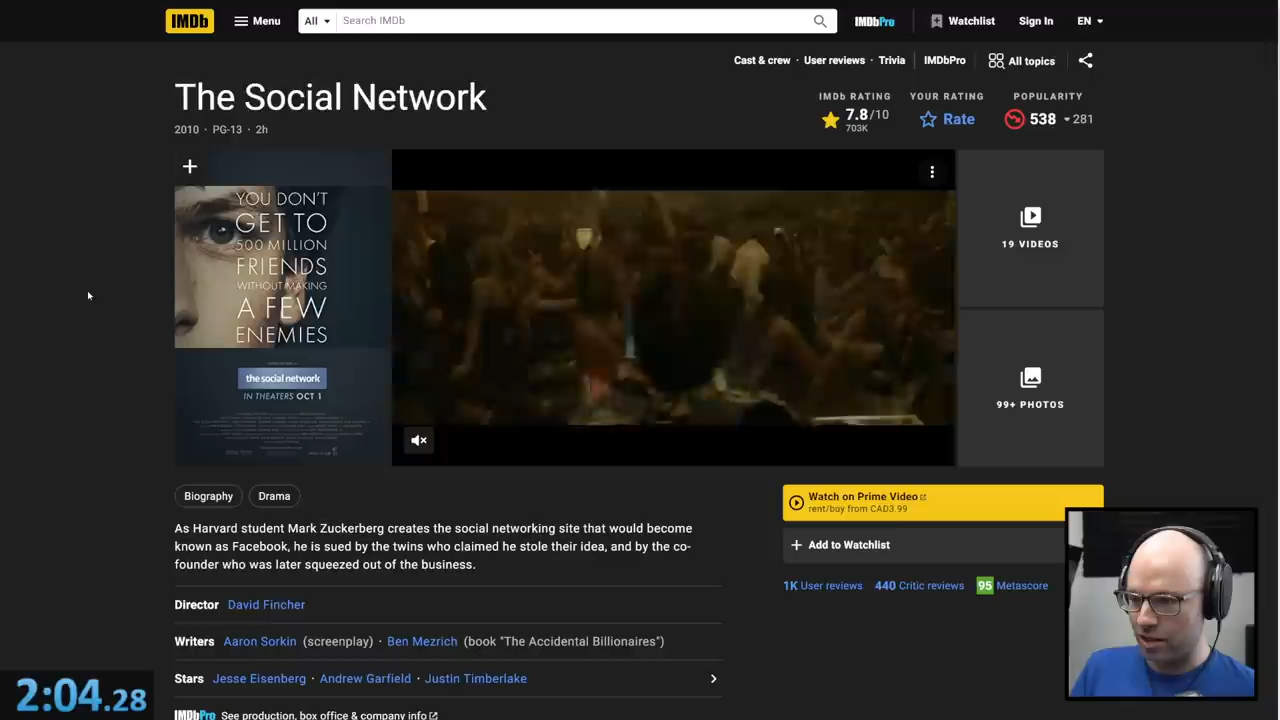 IMDb Menu All Search IMDb IMDbPro Watchlist Sign In EN
Cast & crew · User reviews · Trivia IMDbPro All topics
The Social Network
2010 · PG-13 · 2h
IMDb RATING YOUR RATING POPULARITY
7.8/10 Rate 538 281
703K
YOU DON'T
GET TO
500 MILLION
FRIENDS
WITHOUT MAKING
A FEW
ENEMIES
the social network
IN THEATERS OCT 1
19 VIDEOS
99+ PHOTOS
Biography Drama
As Harvard student Mark Zuckerberg creates the social networking site that would become
known as Facebook, he is sued by the twins who claimed he stole their idea, and by the co-
founder who was later squeezed out of the business.
Director David Fincher
Writers Aaron Sorkin (screenplay) · Ben Mezrich (book "The Accidental Billionaires")
Stars Jesse Eisenberg · Andrew Garfield · Justin Timberlake
IMDbPro See production, box office & company info
Watch on Prime Video
rent/buy from CAD3.99
+ Add to Watchlist
1K User reviews 440 Critic reviews 95 Metascore
2:04.28